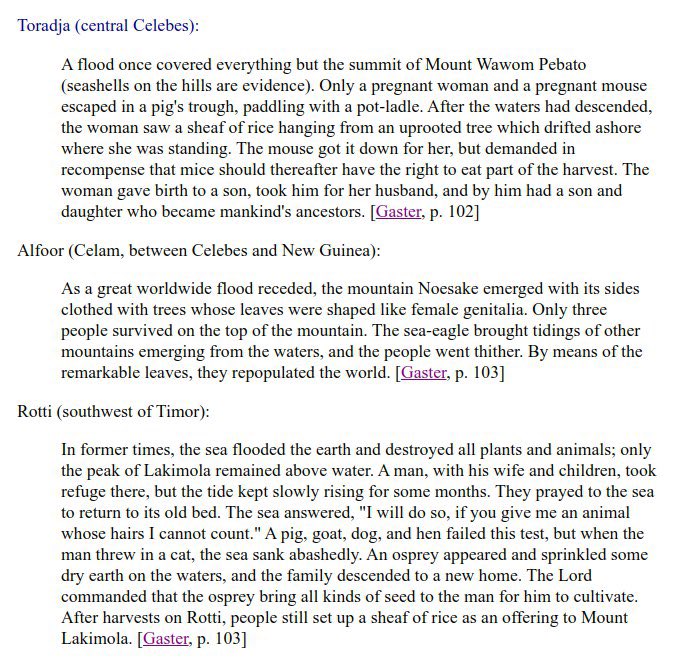 Toradja (central Celebes):
A flood once covered everything but the summit of Mount Wawom Pebato
(seashells on the hills are evidence). Only a pregnant woman and a pregnant mouse
escaped in a pig's trough, paddling with a pot-ladle. After the waters had descended,
the woman saw a sheaf of rice hanging from an uprooted tree which drifted ashore
where she was standing. The mouse got it down for her, but demanded in
recompense that mice should thereafter have the right to eat part of the harvest. The
woman gave birth to a son, took him for her husband, and by him had a son and
daughter who became mankind's ancestors. [Gaster, p. 102]
Alfoor (Celam, between Celebes and New Guinea):
As a great worldwide flood receded, the mountain Noesake emerged with its sides
clothed with trees whose leaves were shaped like female genitalia. Only three
people survived on the top of the mountain. The sea-eagle brought tidings of other
mountains emerging from the waters, and the people went thither. By means of the
remarkable leaves, they repopulated the world. [Gaster, p. 103]
Rotti (southwest of Timor):
In former times, the sea flooded the earth and destroyed all plants and animals; only
the peak of Lakimola remained above water. A man, with his wife and children, took
refuge there, but the tide kept slowly rising for some months. They prayed to the sea
to return to its old bed. The sea answered, "I will do so, if you give me an animal
whose hairs I cannot count." A pig, goat, dog, and hen failed this test, but when the
man threw in a cat, the sea sank abashedly. An osprey appeared and sprinkled some
dry earth on the waters, and the family descended to a new home. The Lord
commanded that the osprey bring all kinds of seed to the man for him to cultivate.
After harvests on Rotti, people still set up a sheaf of rice as an offering to Mount
Lakimola. [Gaster, p. 103]